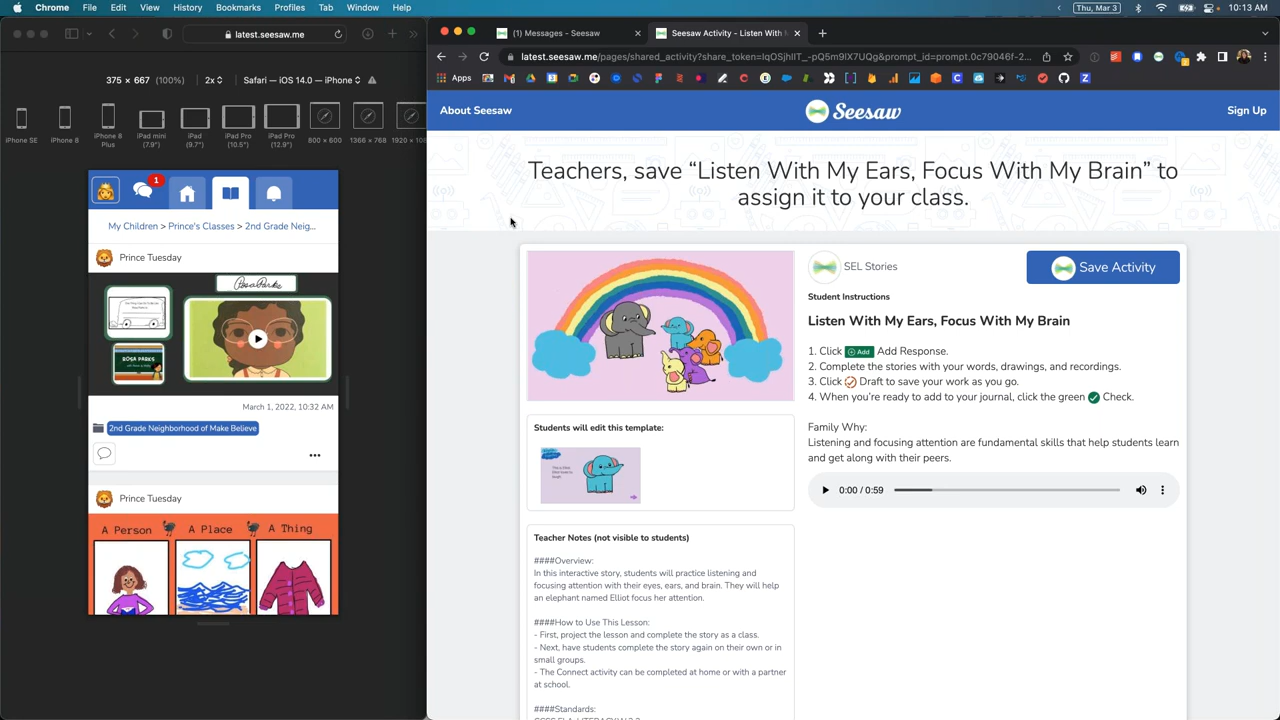 Chrome File Edit View History Bookmarks Profiles Tab Window Help
Thu, Mar 3 10:13 AM
latest.seesaw.me
375 × 667 (100%) 2x Safari — iOS 14.0 — iPhone
iPhone SE
iPhone 8
iPhone 8 Plus
iPad mini (7.9")
iPad (9.7")
iPad Pro (10.5")
iPad Pro (12.9")
800 × 600
1366 × 768
1920 × 10
1
My Children > Prince's Classes > 2nd Grade Neig...
Prince Tuesday
Rosa Parks
ROSA PARKS
March 1, 2022, 10:32 AM
2nd Grade Neighborhood of Make Believe
Prince Tuesday
A Person A Place A Thing
(1) Messages - Seesaw
Seesaw Activity - Listen With
latest.seesaw.me/pages/shared_activity?share_token=IqOSjhIT_-pQ5m9lX7UQg&prompt_id=prompt.0c79046f-2...
Apps
About Seesaw
Seesaw
Sign Up
Teachers, save “Listen With My Ears, Focus With My Brain” to
assign it to your class.
SEL Stories
Save Activity
Student Instructions
Listen With My Ears, Focus With My Brain
1. Click Add Add Response.
2. Complete the stories with your words, drawings, and recordings.
3. Click Draft to save your work as you go.
4. When you’re ready to add to your journal, click the green Check.
Family Why:
Listening and focusing attention are fundamental skills that help students learn
and get along with their peers.
0:00 / 0:59
Students will edit this template:
Teacher Notes (not visible to students)
####Overview:
In this interactive story, students will practice listening and
focusing attention with their eyes, ears, and brain. They will help
an elephant named Elliot focus her attention.
####How to Use This Lesson:
- First, project the lesson and complete the story as a class.
- Next, have students complete the story again on their own or in
small groups.
- The Connect activity can be completed at home or with a partner
at school.
####Standards: